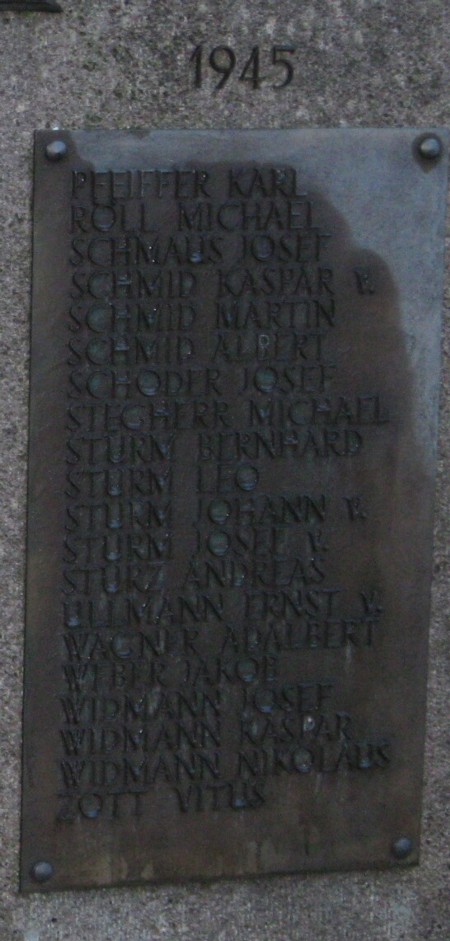 1945
PFEIFFER KARL
ROLL MICHAEL
SCHMAUS JOSEF
SCHMID KASPAR V.
SCHMID MARTIN
SCHMID ALBERT
SCHODER JOSEF
STEGHERR MICHAEL
STURM BERNHARD
STURM LEO
STURM JOHANN V.
STURM JOSEF V.
STURZ ANDREAS
ULLMANN ERNST V.
WAGNER ADALBERT
WEBER JAKOB
WIDMANN JOSEF
WIDMANN KASPAR
WIDMANN NIKOLAUS
ZOTT VITUS